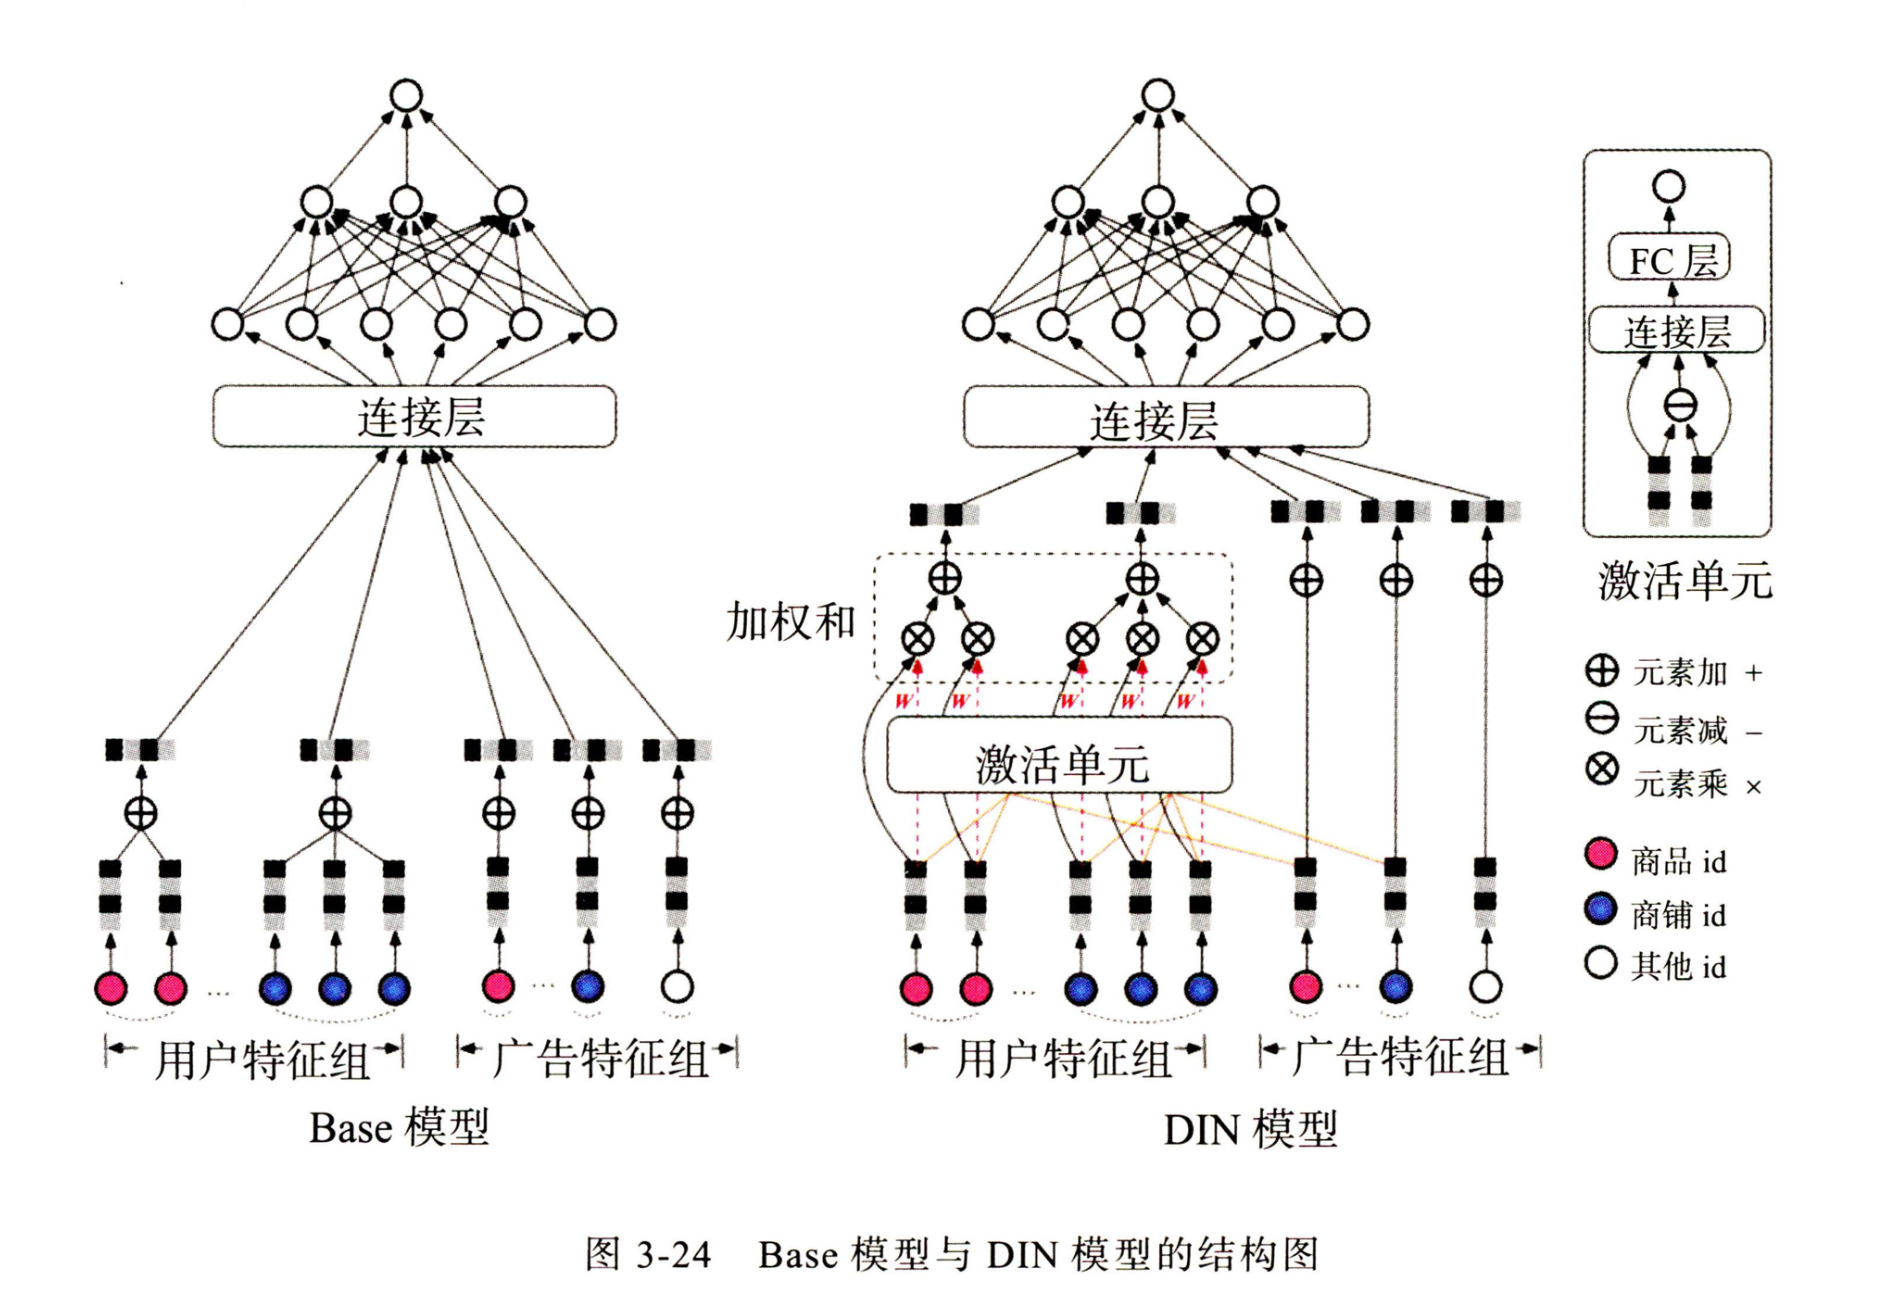 连接层
用户特征组
广告特征组
Base 模型
连接层
加权和
w w w w w
激活单元
用户特征组
广告特征组
DIN 模型
FC 层
连接层
激活单元
元素加 +
元素减 −
元素乘 ×
商品 id
商铺 id
其他 id
图 3-24 Base 模型与 DIN 模型的结构图